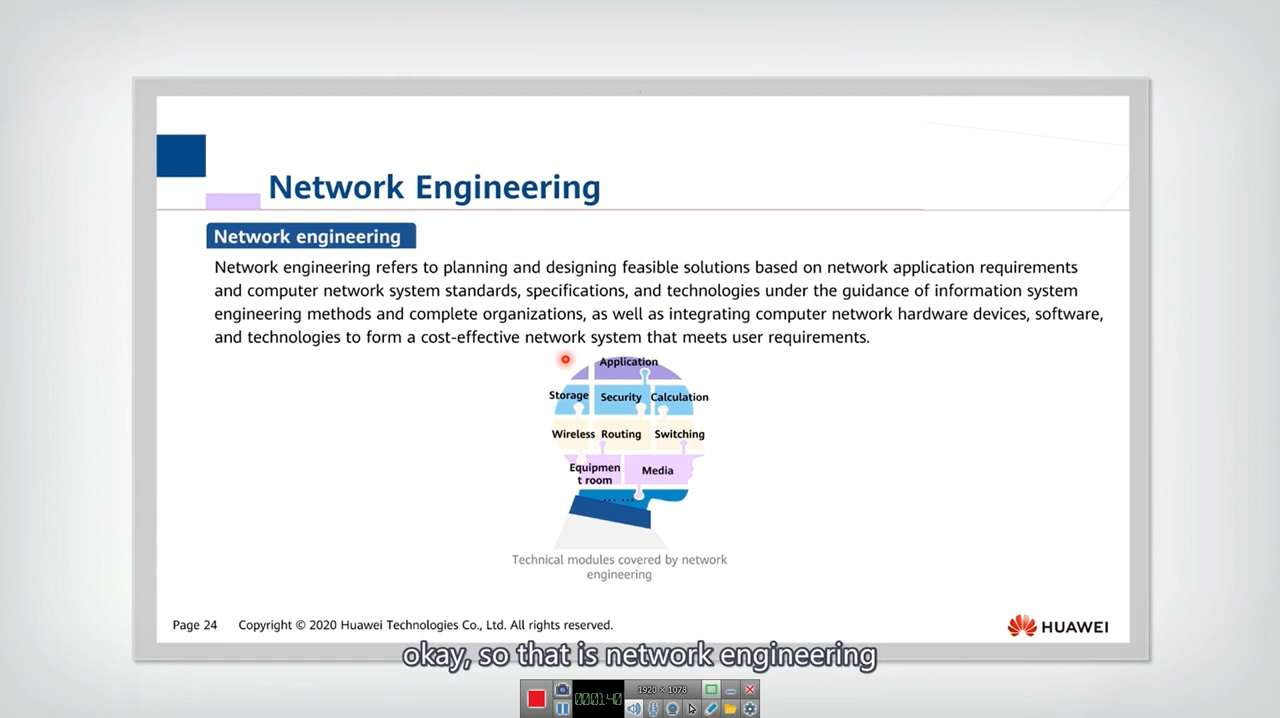 Network Engineering
Network engineering
Network engineering refers to planning and designing feasible solutions based on network application requirements
and computer network system standards, specifications, and technologies under the guidance of information system
engineering methods and complete organizations, as well as integrating computer network hardware devices, software,
and technologies to form a cost-effective network system that meets user requirements.
Application
Storage Security Calculation
Wireless Routing Switching
Equipmen
t room
Media
... ...
Technical modules covered by network
engineering
Page 24 Copyright © 2020 Huawei Technologies Co., Ltd. All rights reserved.
HUAWEI
okay, so that is network engineering
0001:40
1920 × 1078